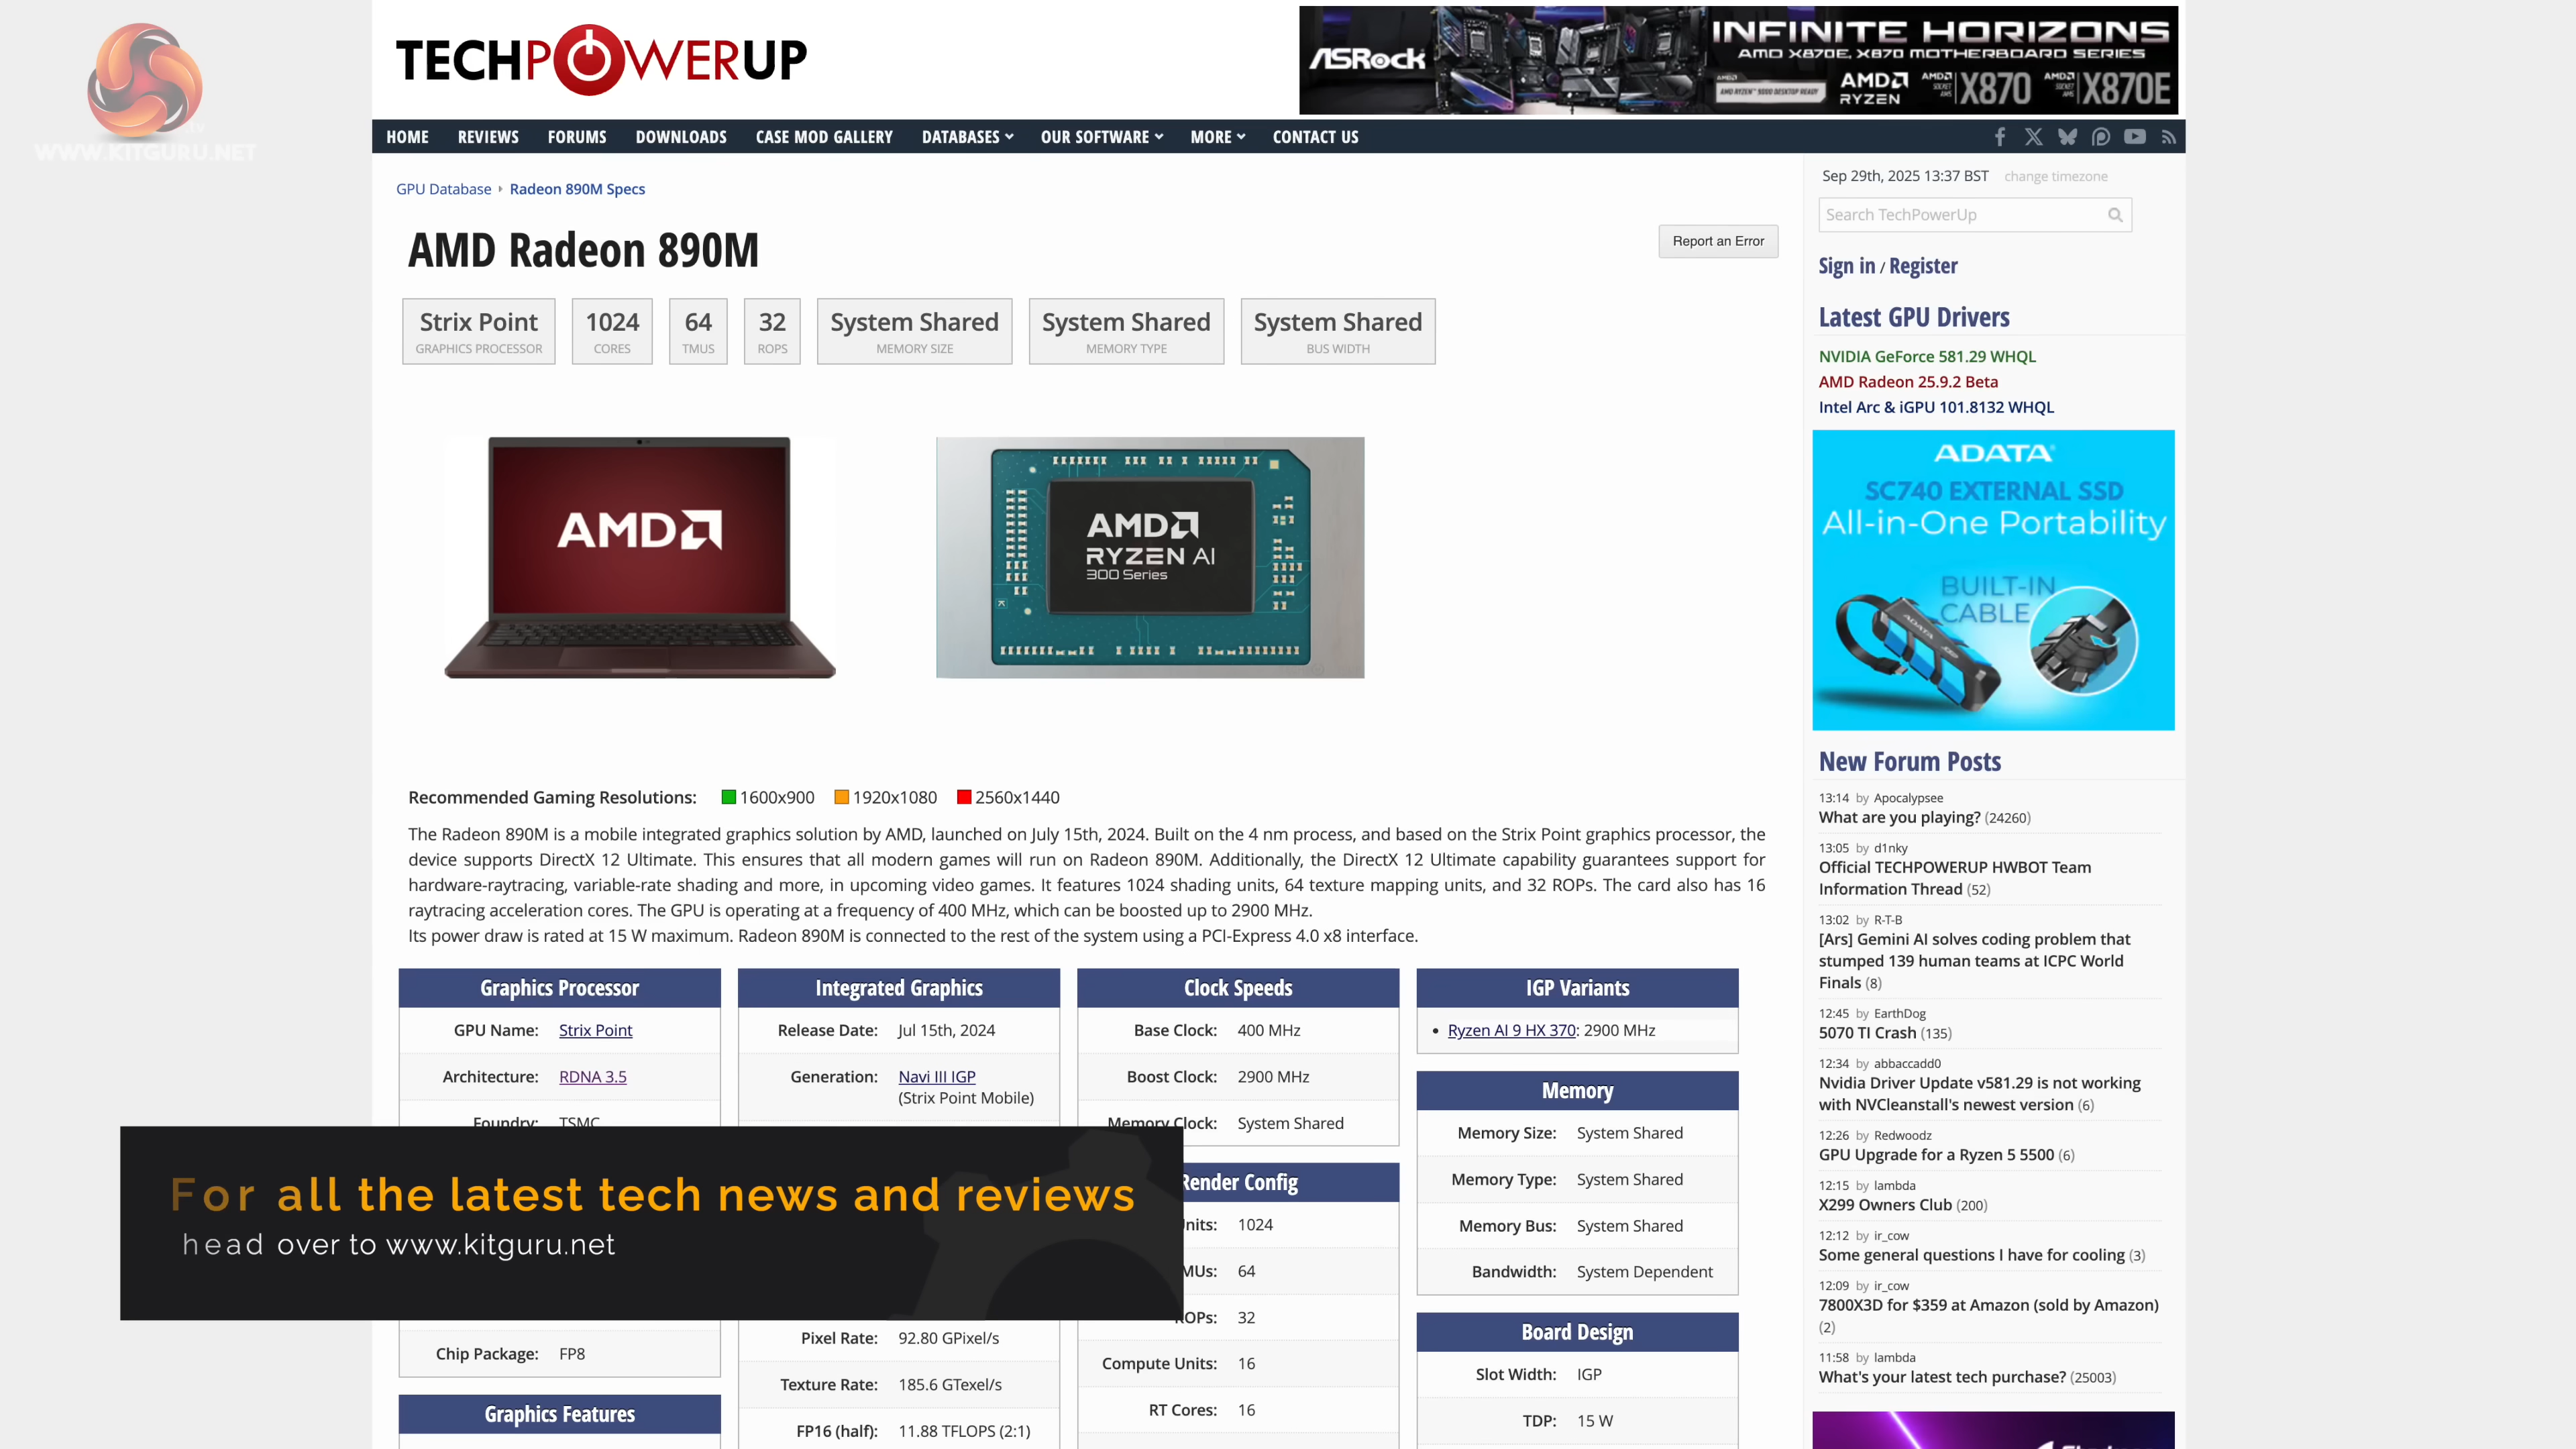 WWW.KITGURU.NET
TECHPOWERUP
ASRock
INFINITE HORIZONS
AMD X870E, X870 MOTHERBOARD SERIES
AMD RYZEN™ 9000 DESKTOP READY
AMD RYZEN
AMD SOCKET AM5 X870
AMD SOCKET AM5 X870E
HOME REVIEWS FORUMS DOWNLOADS CASE MOD GALLERY DATABASES OUR SOFTWARE MORE CONTACT US
GPU Database Radeon 890M Specs
AMD Radeon 890M
Report an Error
Strix Point 1024 64 32 System Shared System Shared System Shared
GRAPHICS PROCESSOR CORES TMUS ROPS MEMORY SIZE MEMORY TYPE BUS WIDTH
AMD
AMD
RYZEN AI
300 Series
Recommended Gaming Resolutions: 1600x900 1920x1080 2560x1440
The Radeon 890M is a mobile integrated graphics solution by AMD, launched on July 15th, 2024. Built on the 4 nm process, and based on the Strix Point graphics processor, the
device supports DirectX 12 Ultimate. This ensures that all modern games will run on Radeon 890M. Additionally, the DirectX 12 Ultimate capability guarantees support for
hardware-raytracing, variable-rate shading and more, in upcoming video games. It features 1024 shading units, 64 texture mapping units, and 32 ROPs. The card also has 16
raytracing acceleration cores. The GPU is operating at a frequency of 400 MHz, which can be boosted up to 2900 MHz.
Its power draw is rated at 15 W maximum. Radeon 890M is connected to the rest of the system using a PCI-Express 4.0 x8 interface.
Graphics Processor
GPU Name: Strix Point
Architecture: RDNA 3.5
Foundry: TSMC
Chip Package: FP8
Graphics Features
Integrated Graphics
Release Date: Jul 15th, 2024
Generation: Navi III IGP
(Strix Point Mobile)
Pixel Rate: 92.80 GPixel/s
Texture Rate: 185.6 GTexel/s
FP16 (half): 11.88 TFLOPS (2:1)
Clock Speeds
Base Clock: 400 MHz
Boost Clock: 2900 MHz
Memory Clock: System Shared
Render Config
nits: 1024
MUs: 64
OPs: 32
Compute Units: 16
RT Cores: 16
IGP Variants
• Ryzen AI 9 HX 370: 2900 MHz
Memory
Memory Size: System Shared
Memory Type: System Shared
Memory Bus: System Shared
Bandwidth: System Dependent
Board Design
Slot Width: IGP
TDP: 15 W
For all the latest tech news and reviews
head over to www.kitguru.net
Sep 29th, 2025 13:37 BST change timezone
Search TechPowerUp
Sign in / Register
Latest GPU Drivers
NVIDIA GeForce 581.29 WHQL
AMD Radeon 25.9.2 Beta
Intel Arc & iGPU 101.8132 WHQL
ADATA
SC740 EXTERNAL SSD
All-in-One Portability
BUILT-IN
CABLE
ADATA
New Forum Posts
13:14 by Apocalypsee
What are you playing? (24260)
13:05 by d1nky
Official TECHPOWERUP HWBOT Team
Information Thread (52)
13:02 by R-T-B
[Ars] Gemini AI solves coding problem that
stumped 139 human teams at ICPC World
Finals (8)
12:45 by EarthDog
5070 TI Crash (135)
12:34 by abbaccadd0
Nvidia Driver Update v581.29 is not working
with NVCleanstall's newest version (6)
12:26 by Redwoodz
GPU Upgrade for a Ryzen 5 5500 (6)
12:15 by lambda
X299 Owners Club (200)
12:12 by ir_cow
Some general questions I have for cooling (3)
12:09 by ir_cow
7800X3D for $359 at Amazon (sold by Amazon)
(2)
11:58 by lambda
What's your latest tech purchase? (25003)